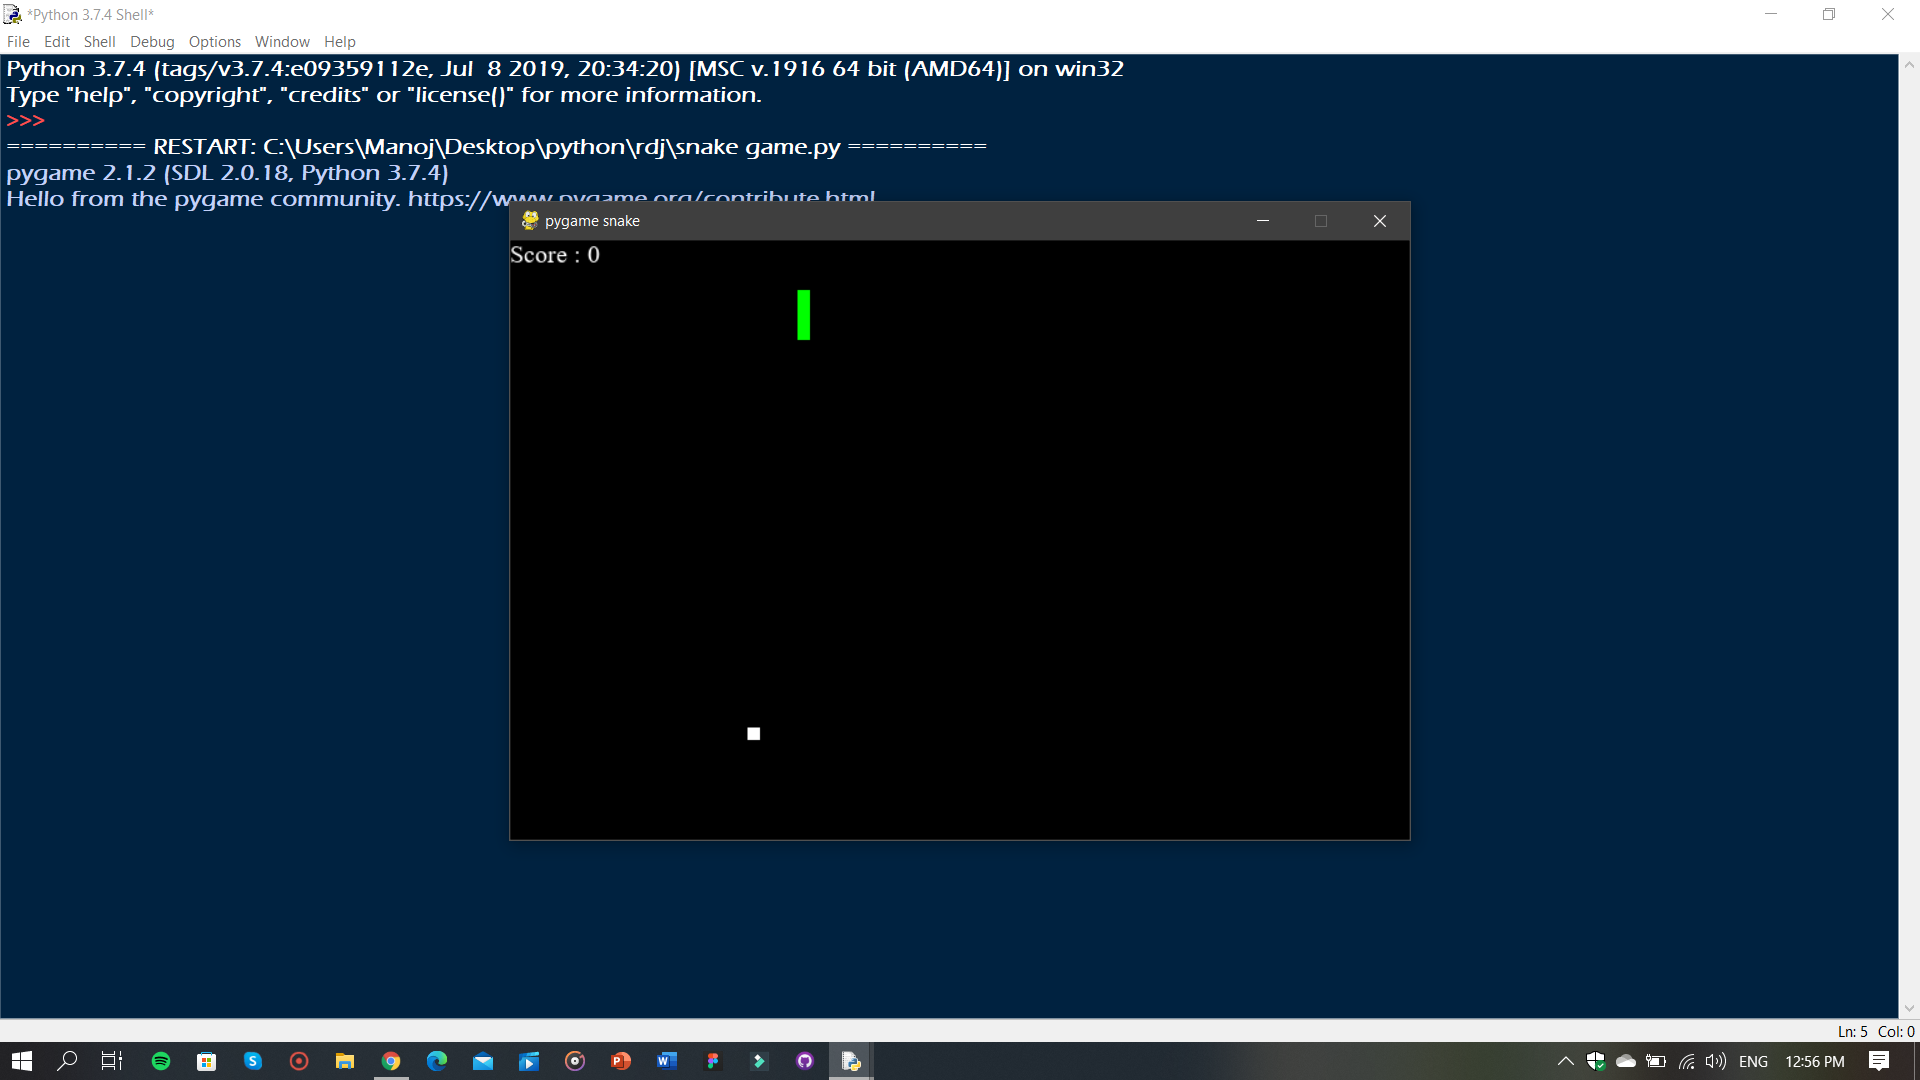 *Python 3.7.4 Shell*
File Edit Shell Debug Options Window Help
Python 3.7.4 (tags/v3.7.4:e09359112e, Jul  8 2019, 20:34:20) [MSC v.1916 64 bit (AMD64)] on win32
Type "help", "copyright", "credits" or "license()" for more information.
>>>
========== RESTART: C:\Users\Manoj\Desktop\python\rdj\snake game.py ==========
pygame 2.1.2 (SDL 2.0.18, Python 3.7.4)
Hello from the pygame community. https://www.pygame.org/contribute.html
pygame snake
Score : 0
Ln: 5 Col: 0
ENG 12:56 PM